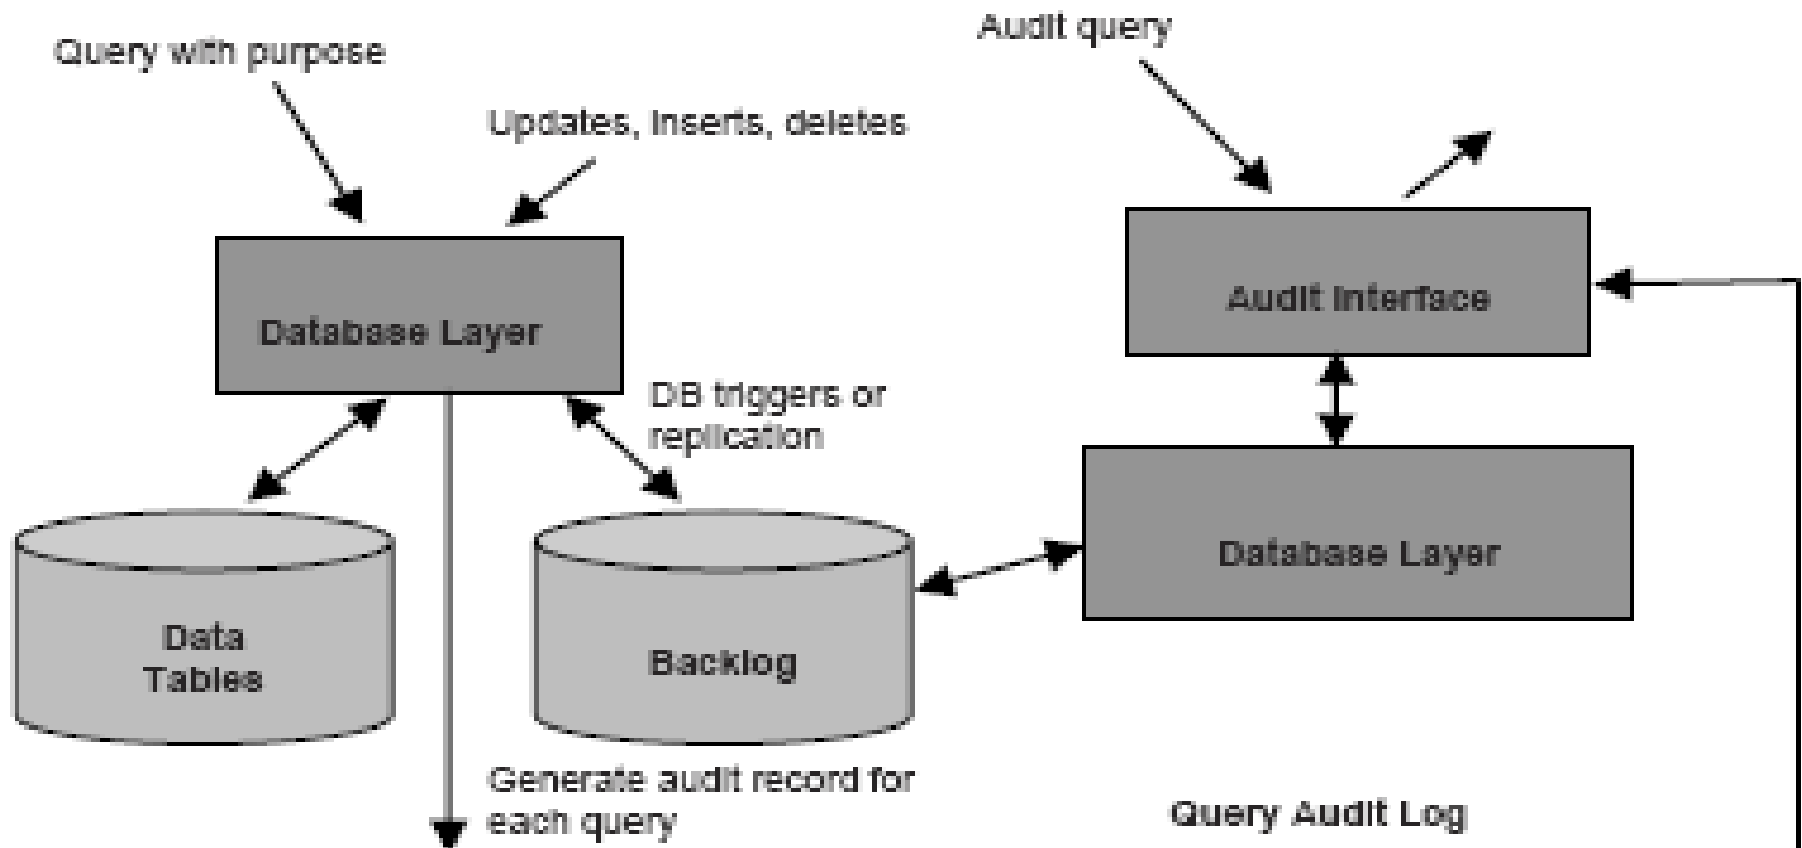 Query with purpose
Audit query
Updates, inserts, deletes
Audit Interface
Database Layer
DB triggers or
replication
Database Layer
Data
Tables
Backlog
Generate audit record for
each query
Query Audit Log